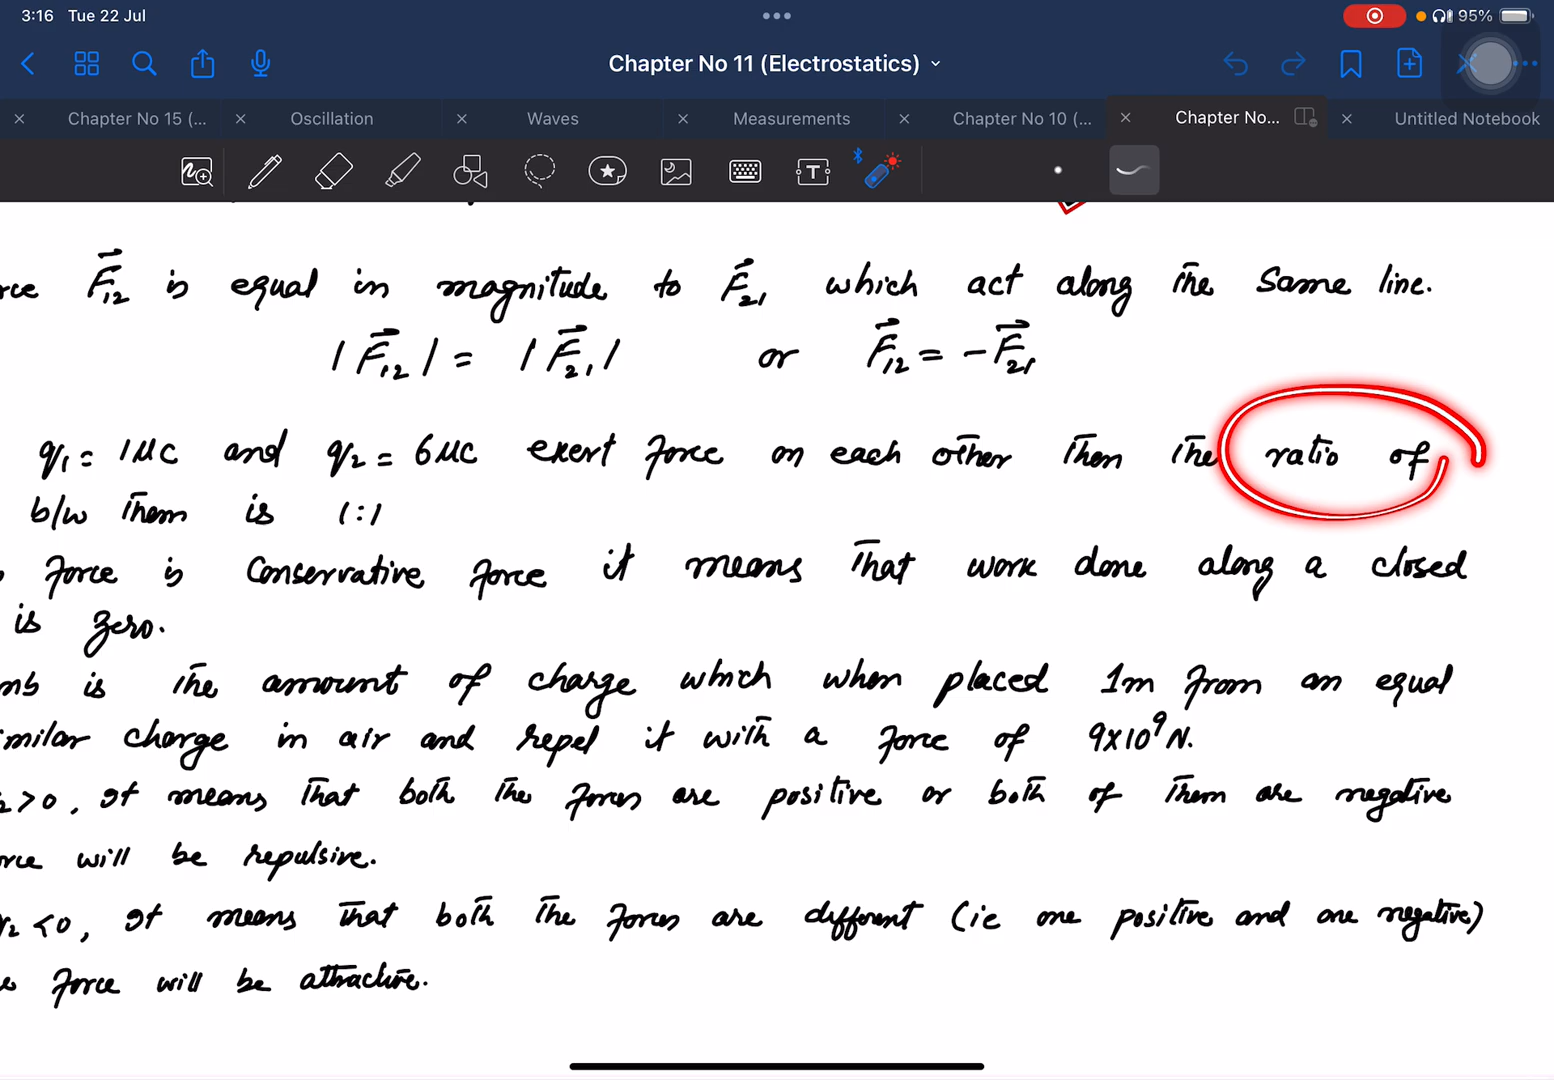 3:16 Tue 22 Jul
95%
Chapter No 11 (Electrostatics)
Chapter No 15 (...
Oscillation
Waves
Measurements
Chapter No 10 (...
Chapter No...
Untitled Notebook
T
rce F12 is equal in magnitude to F21 which act along the same line.
|F12| = |F21| or F12 = -F21
q1 = 1μC and q2 = 6μC exert force on each other then the ratio of
b/w them is 1:1
force is Conservative force it means that work done along a closed
is zero.
mb is the amount of charge which when placed 1m from an equal
milar charge in air and repel it with a force of 9x10⁹ N.
2 >0, It means that both the forces are positive or both of them are negative
rce will be repulsive.
2 <0, It means that both the forces are different (ie one positive and one negative)
force will be attractive.